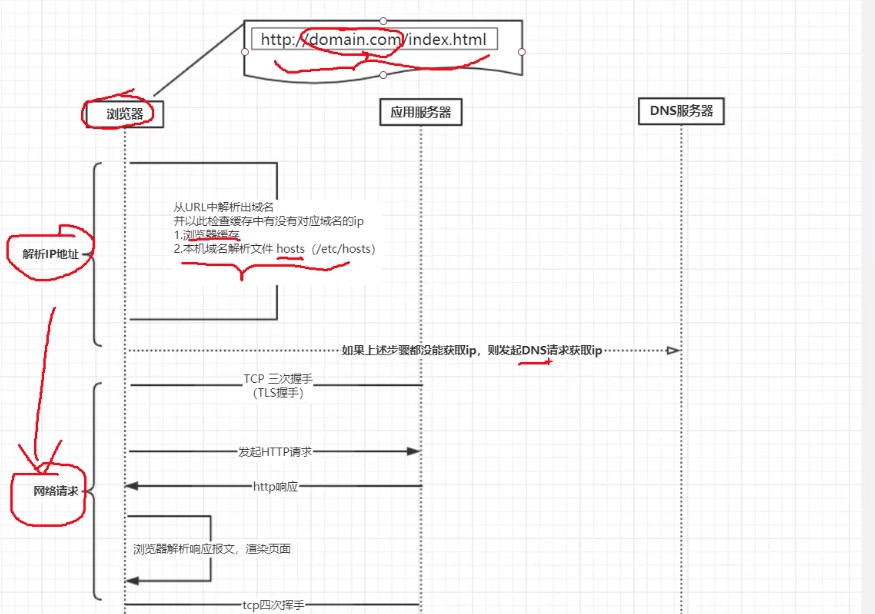 http://domain.com/index.html
浏览器
应用服务器
DNS服务器
从URL中解析出域名
并以此检查缓存中有没有对应域名的ip
1.浏览器缓存
2.本机域名解析文件 hosts（/etc/hosts）
解析IP地址
如果上述步骤都没能获取ip，则发起DNS请求获取ip
TCP 三次握手
（TLS握手）
发起HTTP请求
网络请求
http响应
浏览器解析响应报文，渲染页面
tcp四次挥手